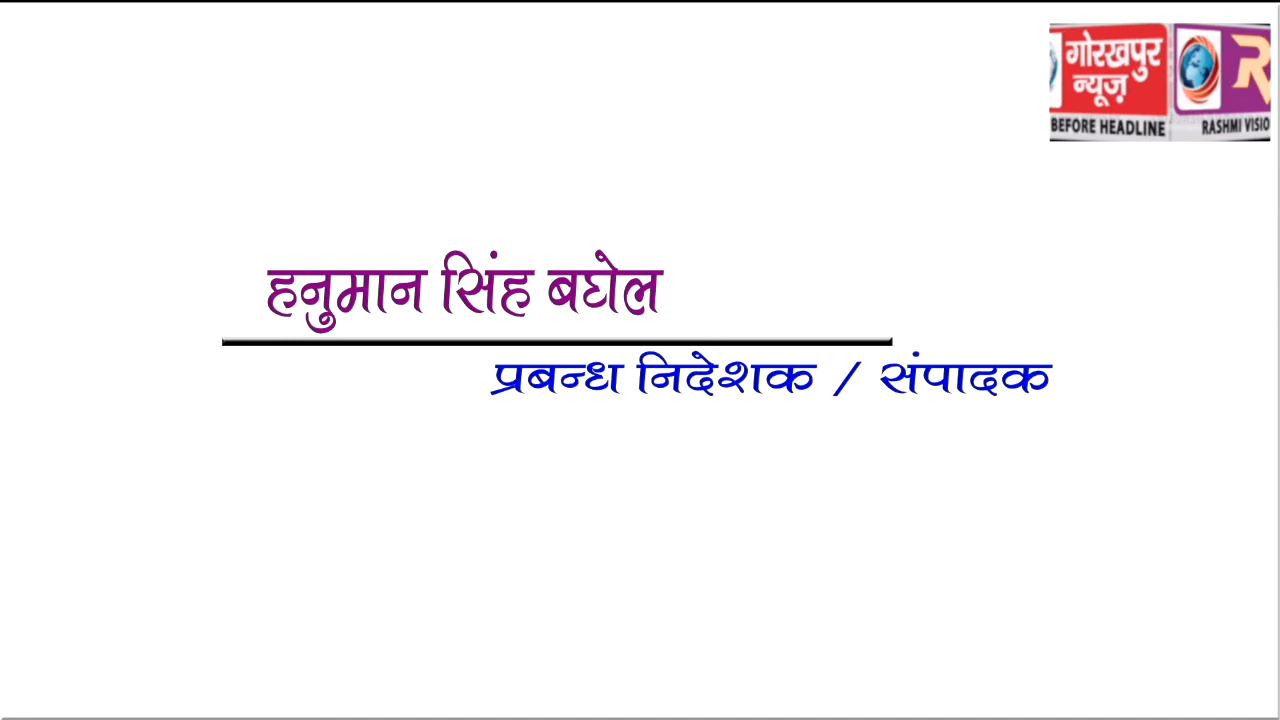 गोरखपुर
न्यूज़
BEFORE HEADLINE
R
RASHMI VISIO
हनुमान सिंह बघेल
प्रबन्ध निदेशक / संपादक